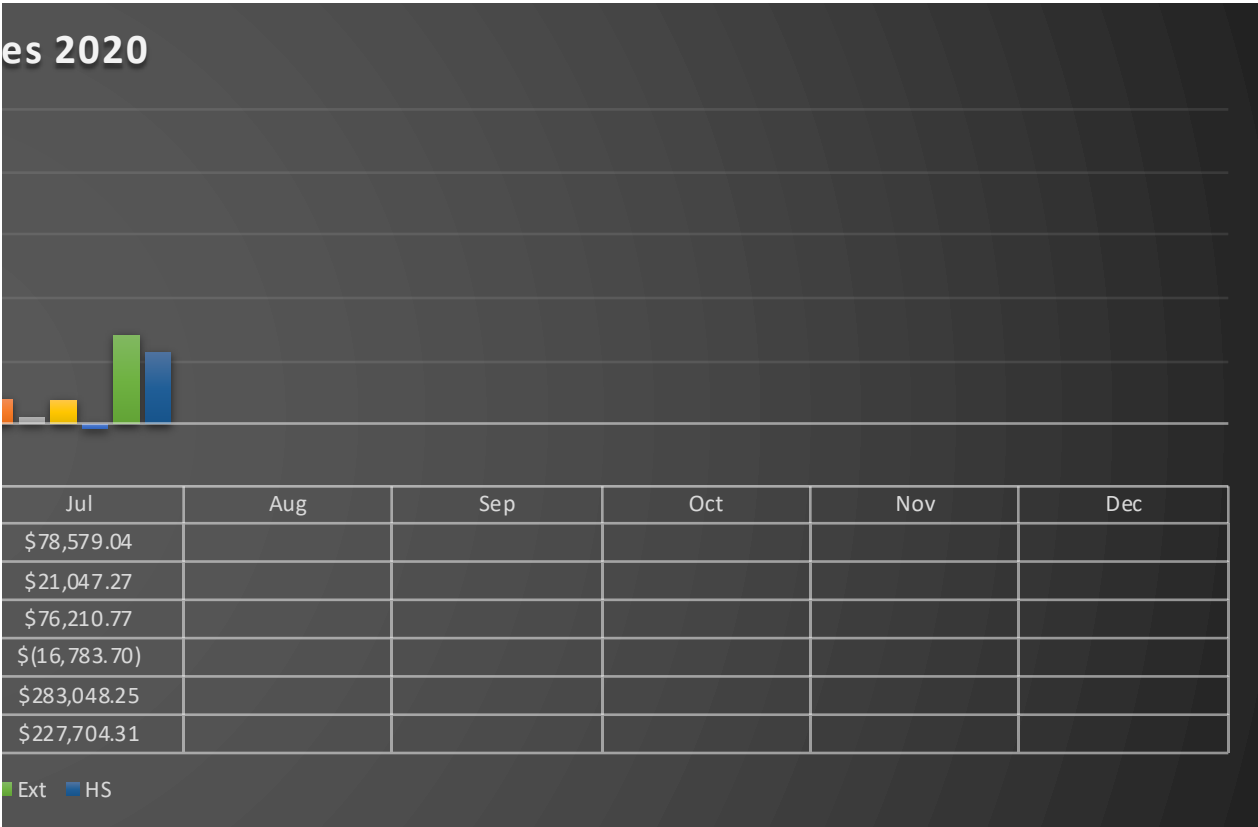 es 2020
Jul Aug Sep Oct Nov Dec
$78,579.04
$21,047.27
$76,210.77
$(16,783.70)
$283,048.25
$227,704.31
Ext HS